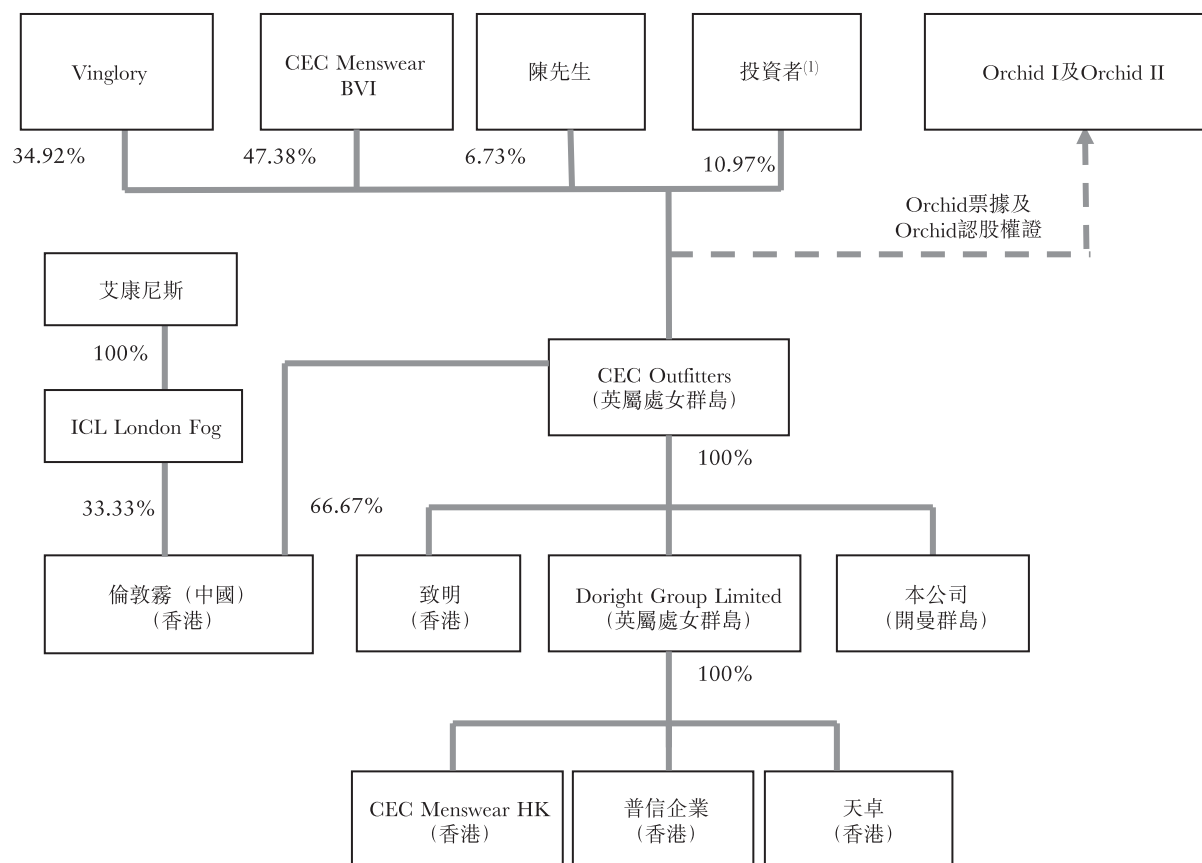 Vinglory
CEC Menswear
BVI
陳先生
投資者(1)
Orchid I及Orchid II
34.92%
47.38%
6.73%
10.97%
Orchid票據及
Orchid認股權證
艾康尼斯
100%
ICL London Fog
CEC Outfitters
(英屬處女群島)
100%
33.33%
66.67%
倫敦霧(中國)
(香港)
致明
(香港)
Doright Group Limited
(英屬處女群島)
本公司
(開曼群島)
100%
CEC Menswear HK
(香港)
普信企業
(香港)
天卓
(香港)